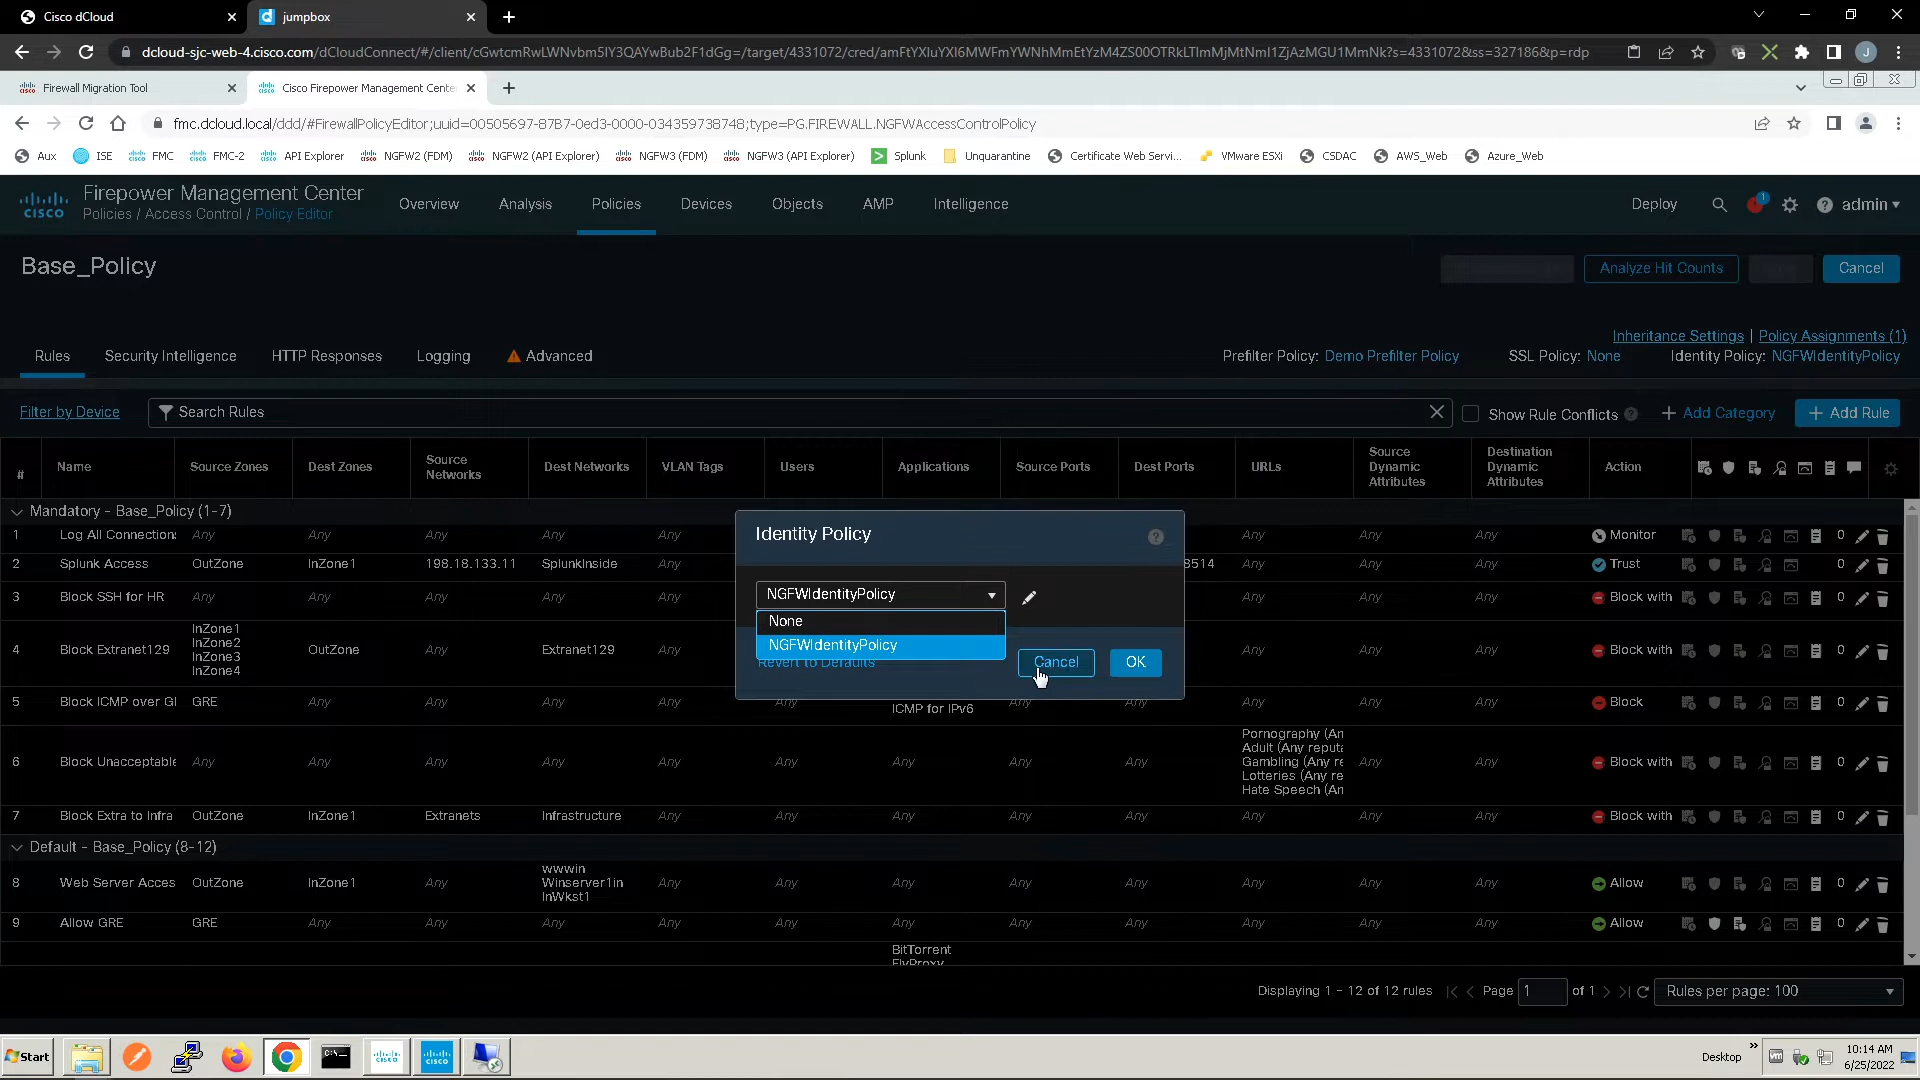 Cisco dCloud
jumpbox
dcloud-sjc-web-4.cisco.com/dCloudConnect/#/client/
Firewall Migration Tool
Cisco Firepower Management Cente
fmc.dcloud.local/ddd/#FirewallPolicyEditor;uuid=00505697-87B7-0ed3-0000-034359738748;type=PG.FIREWALL.NGFWAccessControlPolicy
Aux ISE FMC FMC-2 API Explorer NGFW2 (FDM) NGFW2 (API Explorer) NGFW3 (FDM) NGFW3 (API Explorer) Splunk Unquarantine Certificate Web Servi... VMware ESXi CSDAC AWS_Web Azure_Web
cisco
Firepower Management Center
Policies / Access Control / Policy Editor
Overview Analysis Policies Devices Objects AMP Intelligence
Deploy 1 admin
Base_Policy
Analyze Hit Counts Cancel
Inheritance Settings | Policy Assignments (1)
Rules Security Intelligence HTTP Responses Logging Advanced
Prefilter Policy: Demo Prefilter Policy SSL Policy: None Identity Policy: NGFWIdentityPolicy
Filter by Device Search Rules Show Rule Conflicts + Add Category + Add Rule
# Name Source Zones Dest Zones Source Networks Dest Networks VLAN Tags Users Applications Source Ports Dest Ports URLs Source Dynamic Attributes Destination Dynamic Attributes Action
Mandatory - Base_Policy (1-7)
1 Log All Connection: Any Any Any Any Any Any Any Any Monitor 0
2 Splunk Access OutZone InZone1 198.18.133.11 SplunkInside Any 8514 Any Any Any Trust 0
3 Block SSH for HR Any Any Any Any Any Any Any Any Block with 0
4 Block Extranet129 InZone1 InZone2 InZone3 InZone4 OutZone Any Extranet129 Any Any Any Any Block with 0
5 Block ICMP over GI GRE Any Any Any Any ICMP for IPv6 Any Any Any Any Any Block 0
6 Block Unacceptable Any Any Any Any Any Any Any Any Any
Pornography (An
Adult (Any reputa
Gambling (Any re
Lotteries (Any re
Hate Speech (An
Any Any Block with 0
7 Block Extra to Infra OutZone InZone1 Extranets Infrastructure Any Any Any Any Any Any Any Any Block with 0
Identity Policy
NGFWIdentityPolicy
None
NGFWIdentityPolicy
Revert to Defaults Cancel OK
Default - Base_Policy (8-12)
8 Web Server Acces OutZone InZone1 Any
wwwin
Winserver1in
InWkst1
Any Any Any Any Any Any Any Any Allow 0
9 Allow GRE GRE Any Any Any Any Any Any Any Any Any Any Any Allow 0
BitTorrent
Displaying 1 - 12 of 12 rules Page 1 of 1 Rules per page: 100
Start
Desktop
10:14 AM
6/25/2022